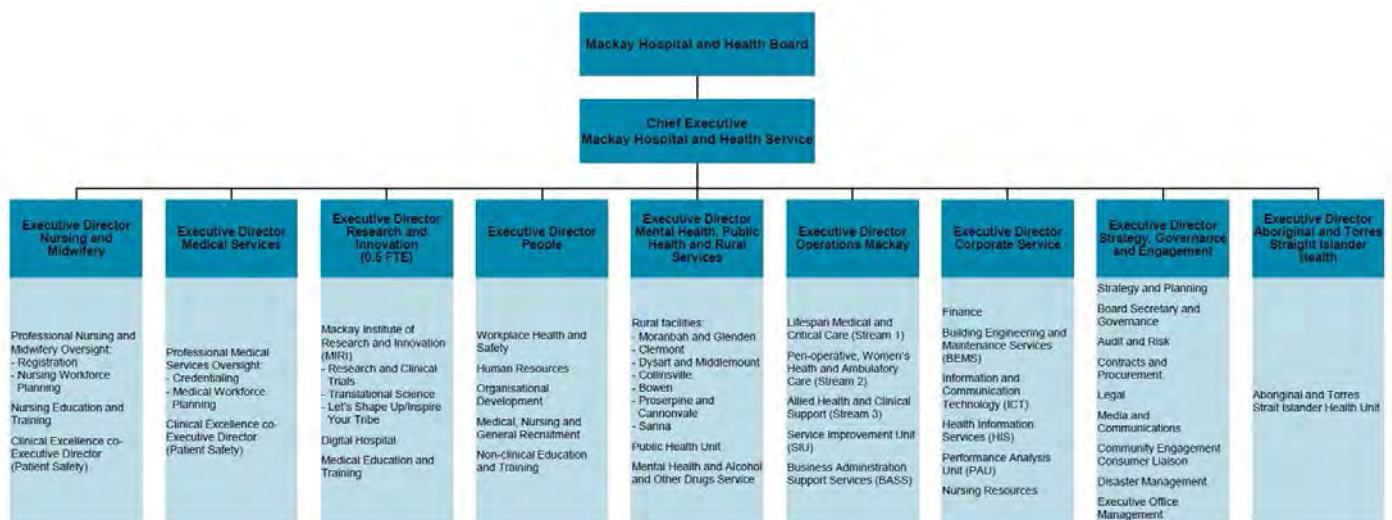 Mackay Hospital and Health Board
Chief Executive
Mackay Hospital and Health Service
Executive Director
Nursing and
Midwifery
Professional Nursing and
Midwifery Oversight:
- Registration
- Nursing Workforce
Planning
Nursing Education and
Training
Clinical Excellence co-
Executive Director
(Patient Safety)
Executive Director
Medical Services
Professional Medical
Services Oversight:
- Credentialing
- Medical Workforce
Planning
Clinical Excellence co-
Executive Director
(Patient Safety)
Executive Director
Research and
Innovation
(0.5 FTE)
Mackay Institute of
Research and Innovation
(MIRI)
- Research and Clinical
Trials
- Translational Science
- Let's Shape Up/Inspire
Your Tribe
Digital Hospital
Medical Education and
Training
Executive Director
People
Workplace Health and
Safety
Human Resources
Organisational
Development
Medical, Nursing and
General Recruitment
Non-clinical Education
and Training
Executive Director
Mental Health, Public
Health and Rural
Services
Rural facilities:
- Moranbah and Glenden
- Clermont
- Dysart and Middlemount
- Collinsville
- Bowen
- Proserpine and
Cannonvale
- Sarina
Public Health Unit
Mental Health and Alcohol
and Other Drugs Service
Executive Director
Operations Mackay
Lifespan Medical and
Critical Care (Stream 1)
Peri-operative, Women's
Heath and Ambulatory
Care (Stream 2)
Allied Health and Clinical
Support (Stream 3)
Service Improvement Unit
(SIU)
Business Administration
Support Services (BASS)
Executive Director
Corporate Service
Finance
Building Engineering and
Maintenance Services
(BEMS)
Information and
Communication
Technology (ICT)
Health Information
Services (HIS)
Performance Analysis
Unit (PAU)
Nursing Resources
Executive Director
Strategy, Governance
and Engagement
Strategy and Planning
Board Secretary and
Governance
Audit and Risk
Contracts and
Procurement
Legal
Media and
Communications
Community Engagement
Consumer Liaison
Disaster Management
Executive Office
Management
Executive Director
Aboriginal and Torres
Straight Islander
Health
Aboriginal and Torres
Strait Islander Health Unit